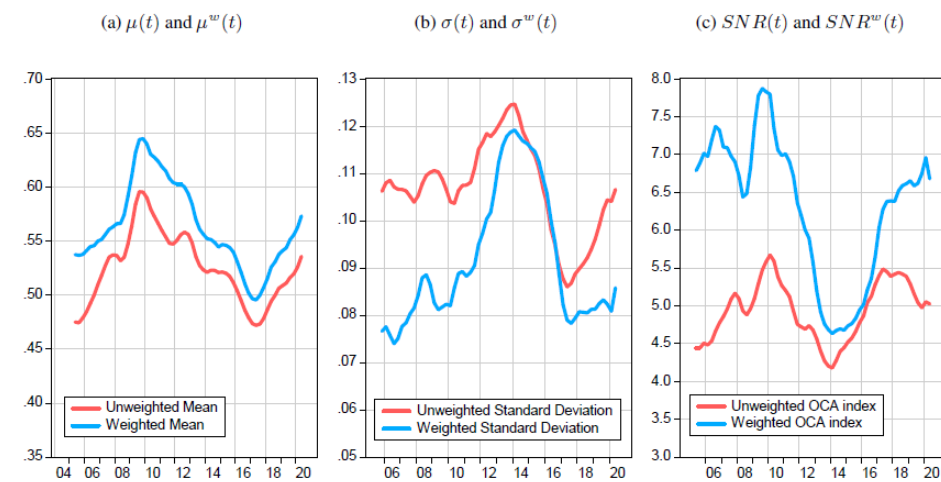 (a) μ(t) and μ^w(t)
(b) σ(t) and σ^w(t)
(c) SNR(t) and SNR^w(t)
.70
.65
.60
.55
.50
.45
.40
.35
Unweighted Mean
Weighted Mean
04 06 08 10 12 14 16 18 20
.13
.12
.11
.10
.09
.08
.07
.06
.05
Unweighted Standard Deviation
Weighted Standard Deviation
06 08 10 12 14 16 18 20
8.0
7.5
7.0
6.5
6.0
5.5
5.0
4.5
4.0
3.5
3.0
Unweighted OCA index
Weighted OCA index
06 08 10 12 14 16 18 20